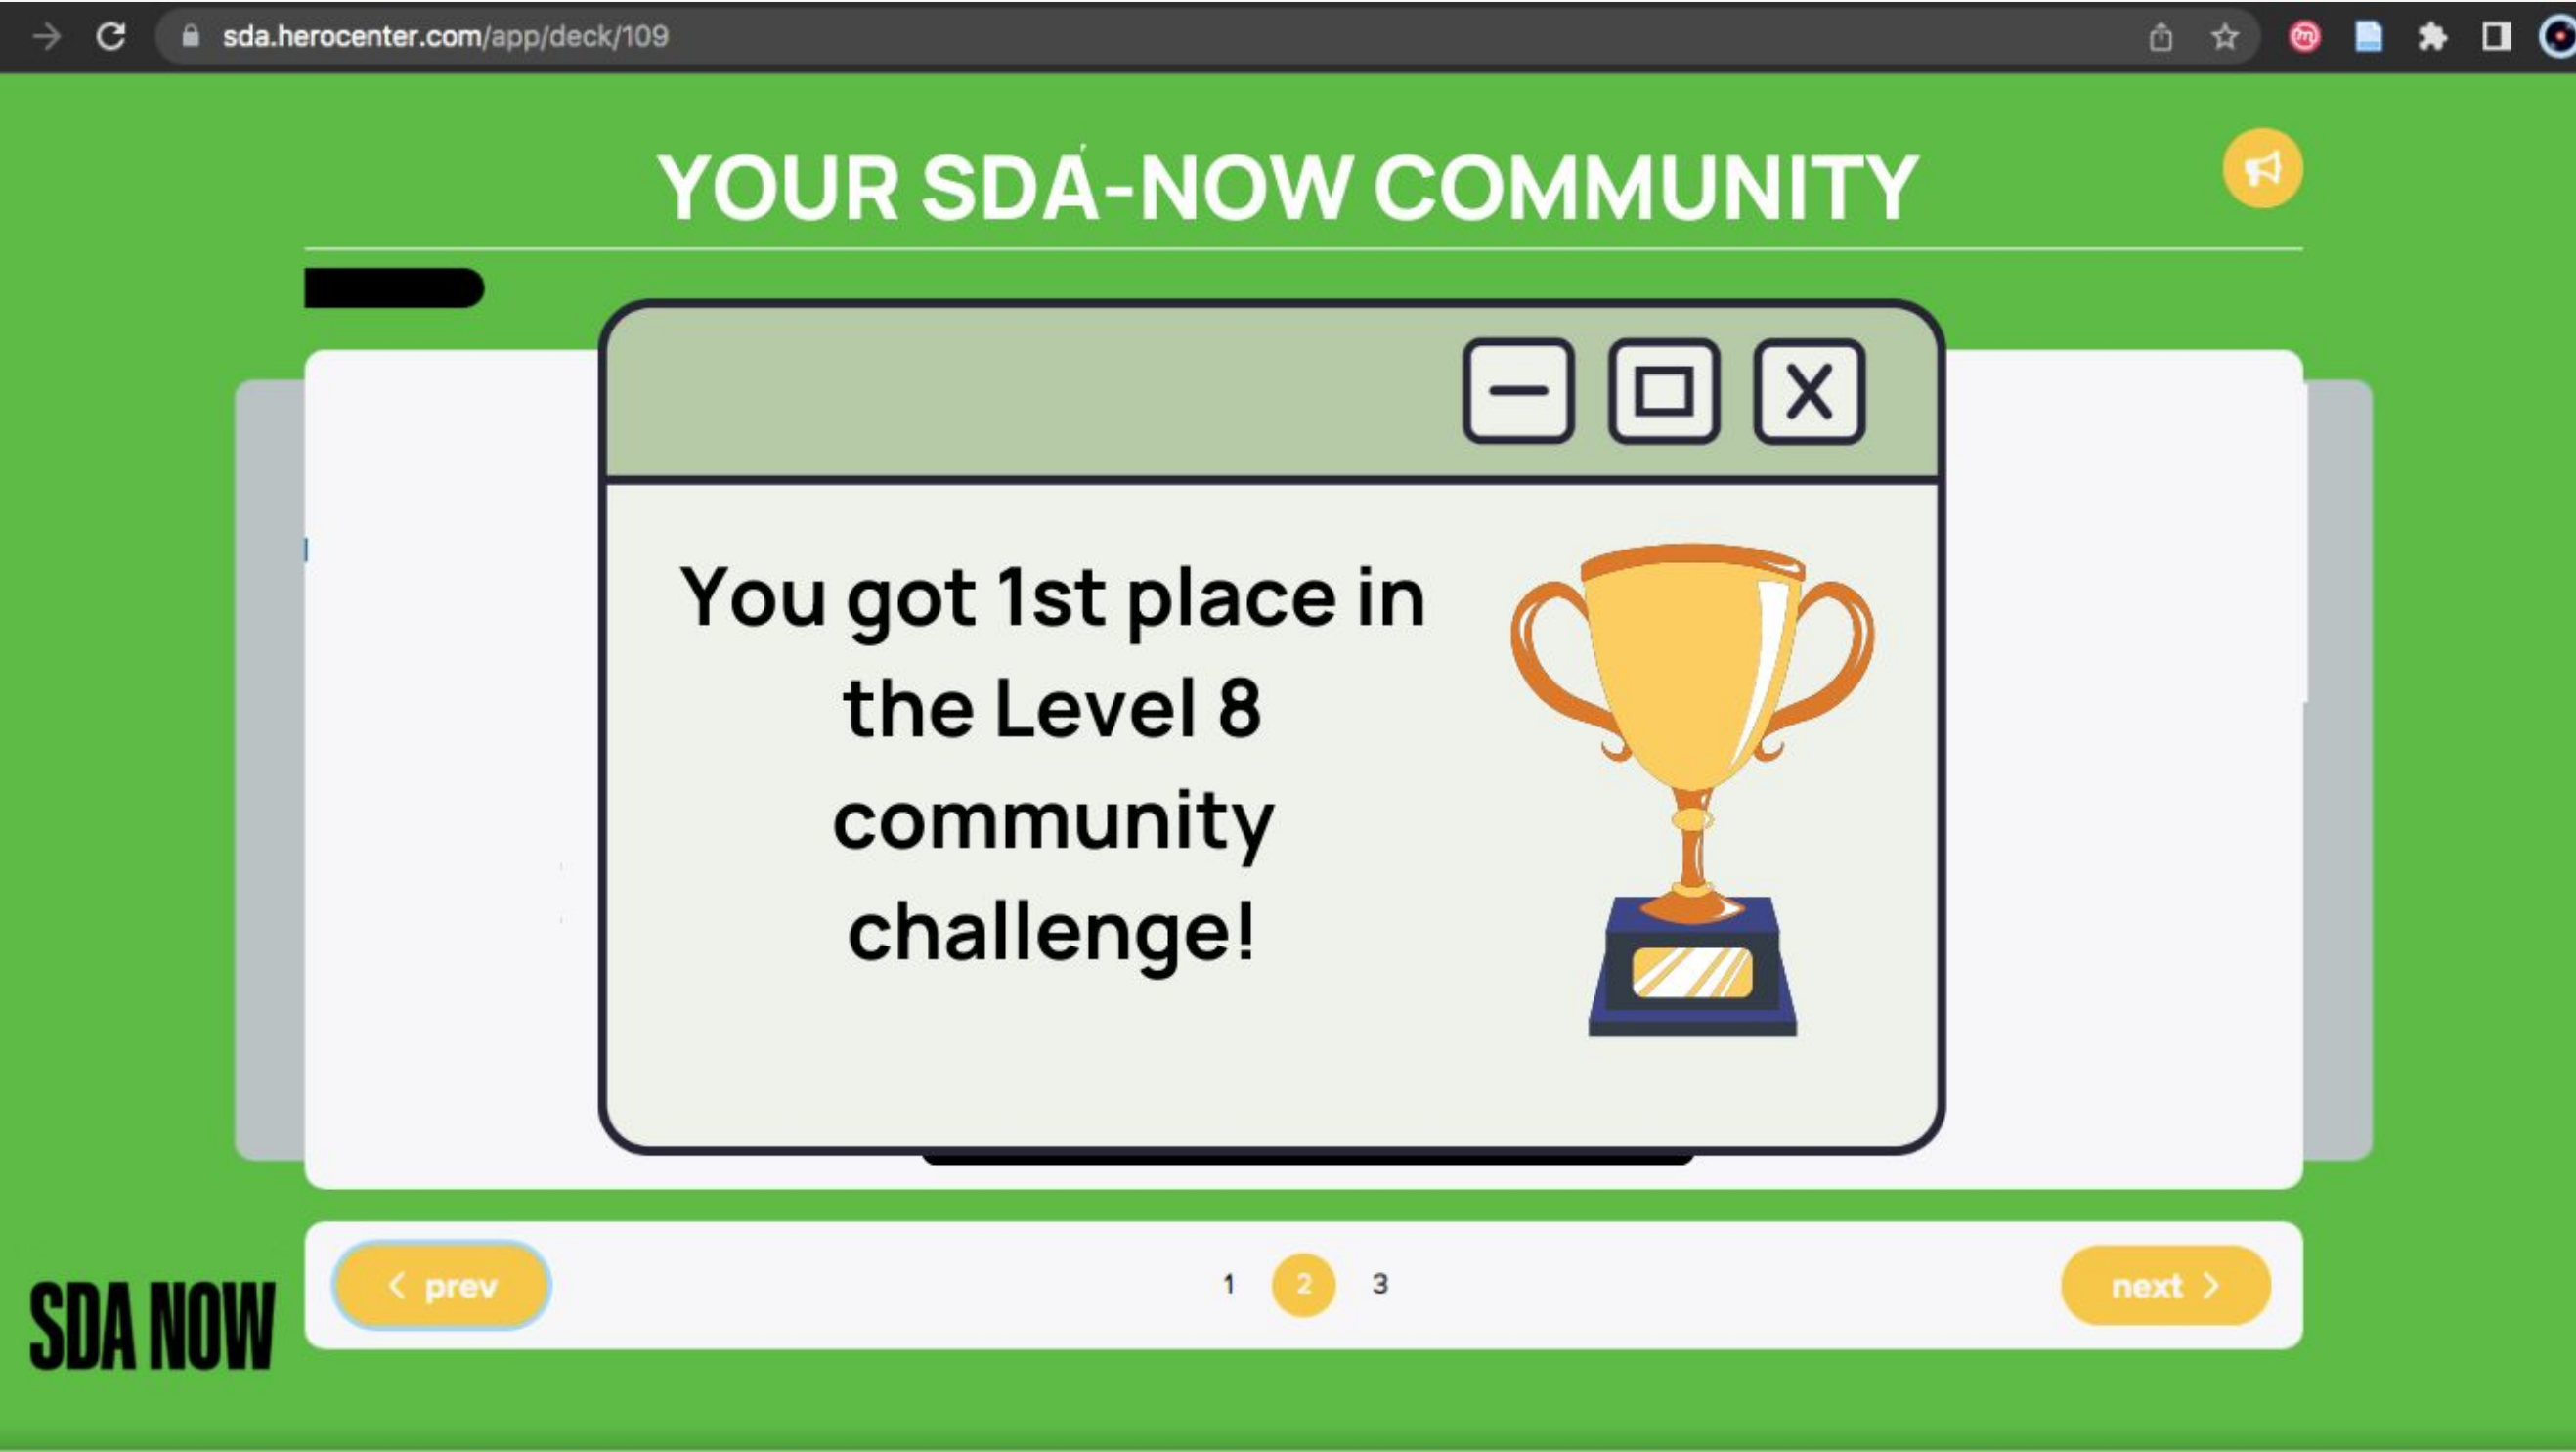 sda.herocenter.com/app/deck/109
YOUR SDA-NOW COMMUNITY
You got 1st place in
the Level 8
community
challenge!
SDA NOW
< prev
1 2 3
next >